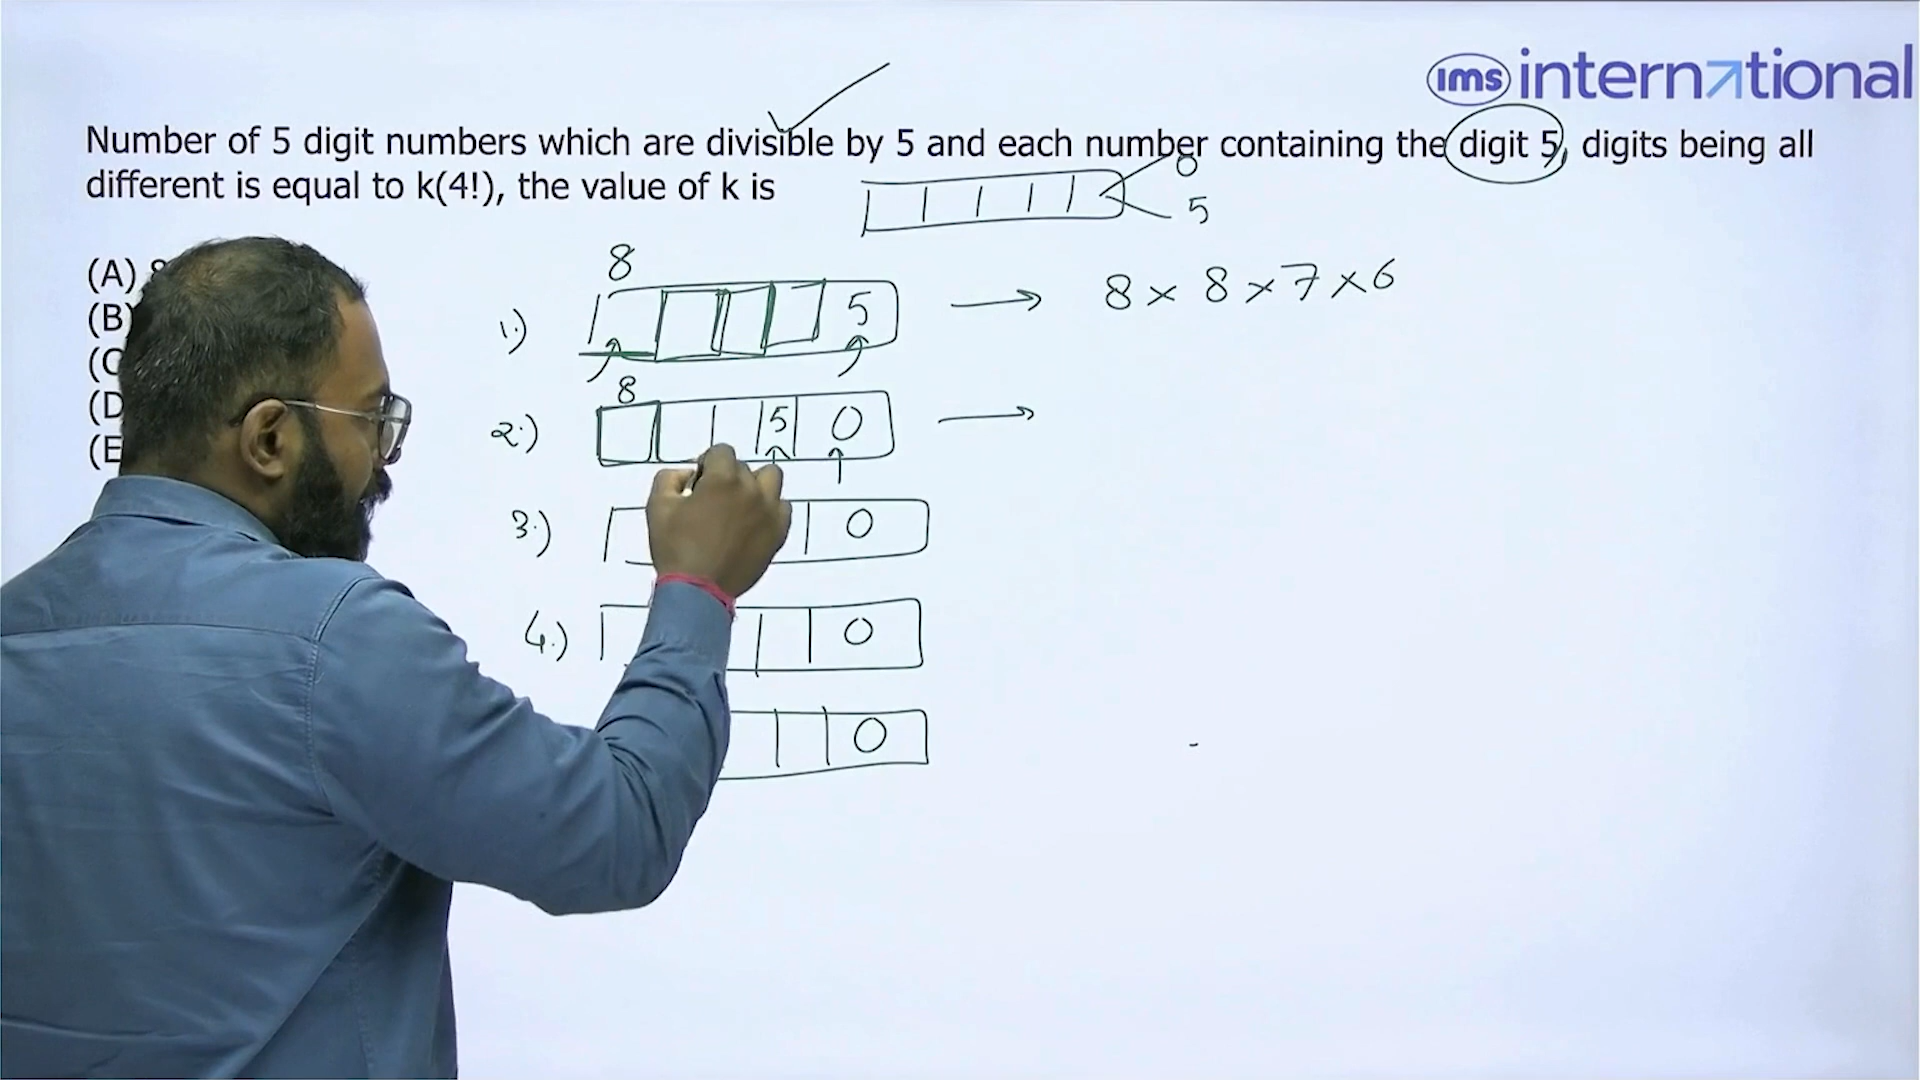 ims international
Number of 5 digit numbers which are divisible by 5 and each number containing the digit 5, digits being all
different is equal to k(4!), the value of k is
0
5
(A)
(B)
(C
(D
(E
8
1.) 5 → 8 × 8 × 7 × 6
8
2.) 5 0 →
3.) 0
4.) 0
0